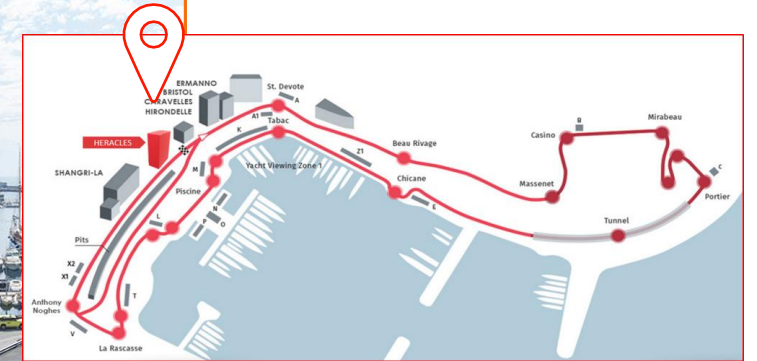 ERMANNO
BRISTOL
CARAVELLES
HIRONDELLE
St. Devote
A
A1
Tabac
K
HERACLES
SHANGRI-LA
M
Yacht Viewing Zone 1
Z1
Beau Rivage
Casino
B
Mirabeau
C
Piscine
Chicane
Massenet
Portier
E
N
L
P
O
Tunnel
Pits
X2
X1
Anthony
Noghes
T
V
La Rascasse